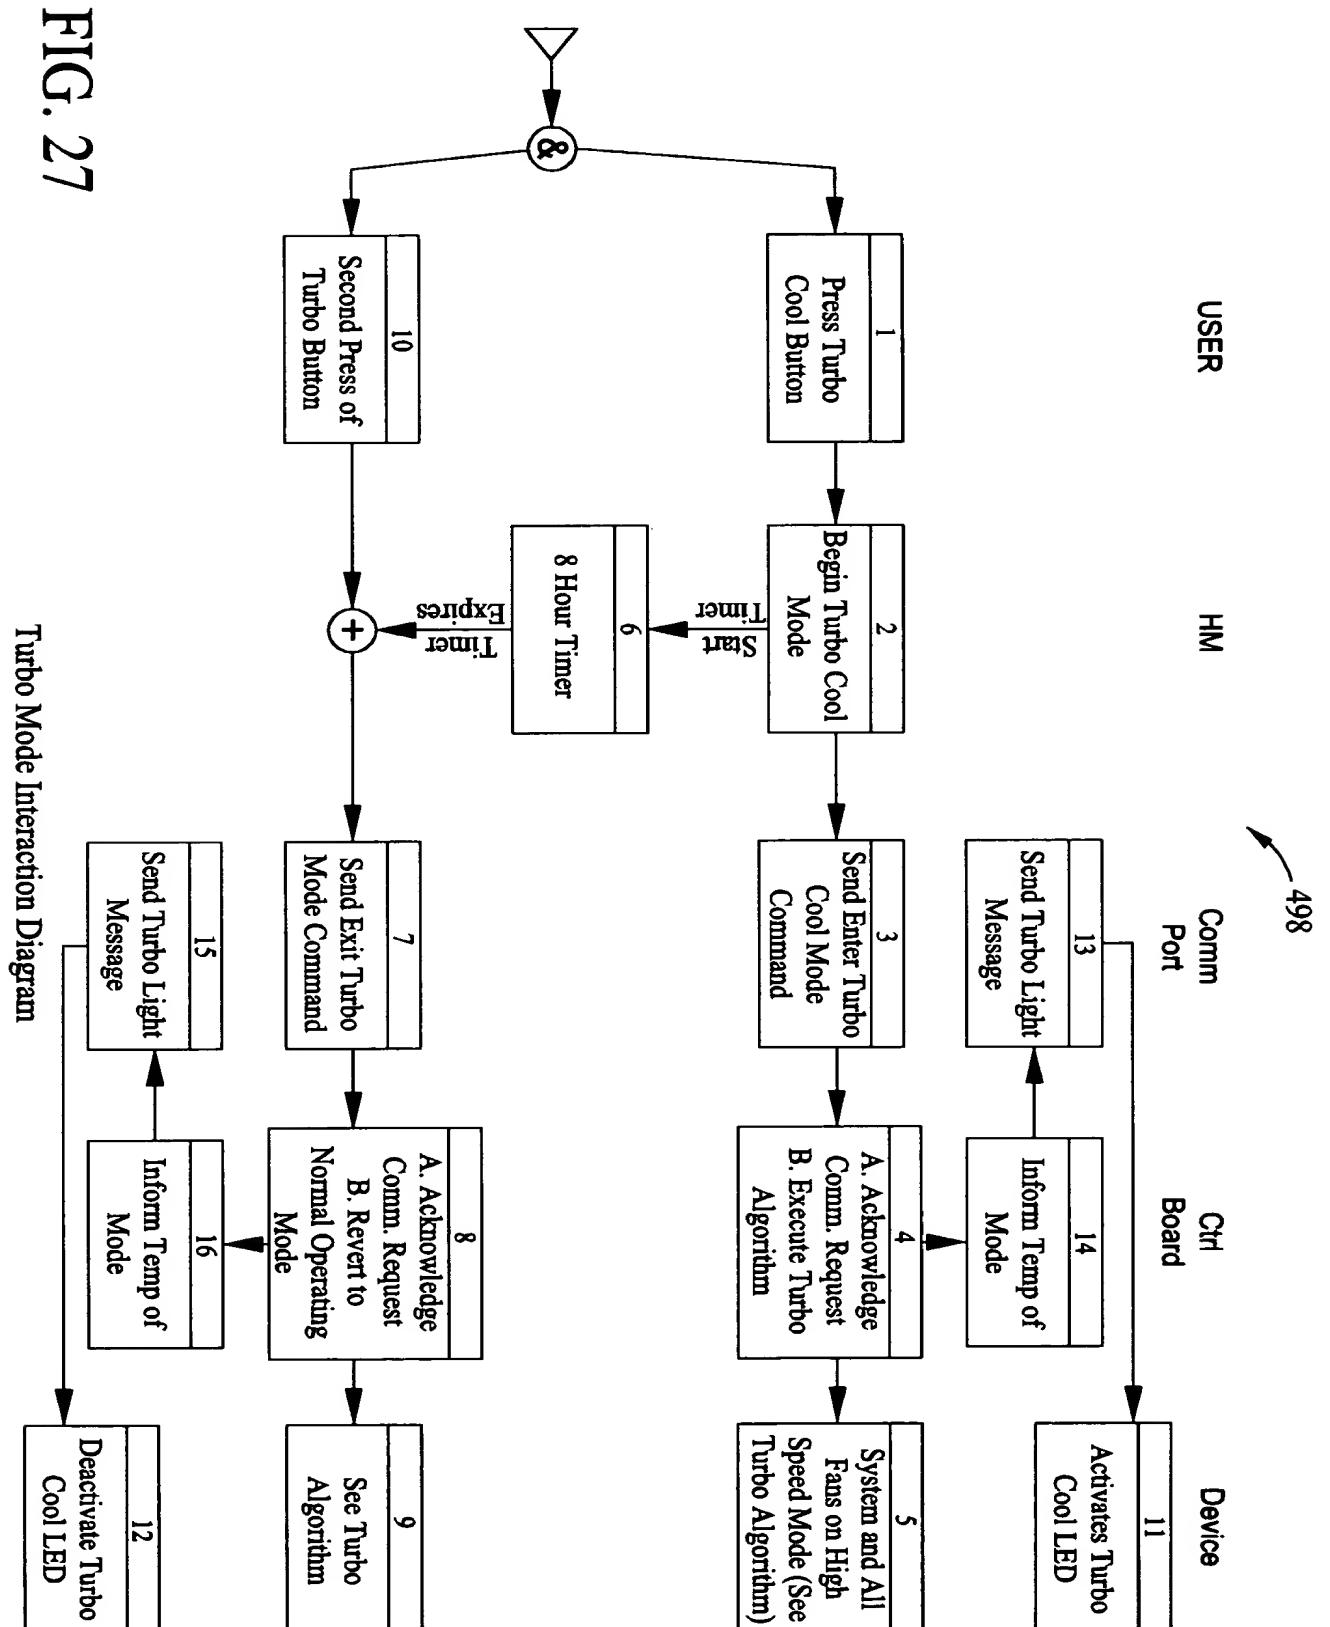 498
USER
HM
Comm
Port
Ctrl
Board
Device
13
Send Turbo Light
Message
14
Inform Temp of
Mode
11
Activates Turbo
Cool LED
1
Press Turbo
Cool Button
2
Begin Turbo Cool
Mode
3
Send Enter Turbo
Cool Mode
Command
4
A. Acknowledge
Comm. Request
B. Execute Turbo
Algorithm
5
System and All
Fans on High
Speed Mode (See
Turbo Algorithm)
Start
Timer
&
6
8 Hour Timer
Timer
Expires
10
Second Press of
Turbo Button
+
7
Send Exit Turbo
Mode Command
8
A. Acknowledge
Comm. Request
B. Revert to
Normal Operating
Mode
9
See Turbo
Algorithm
15
Send Turbo Light
Message
16
Inform Temp of
Mode
12
Deactivate Turbo
Cool LED
Turbo Mode Interaction Diagram
FIG. 27